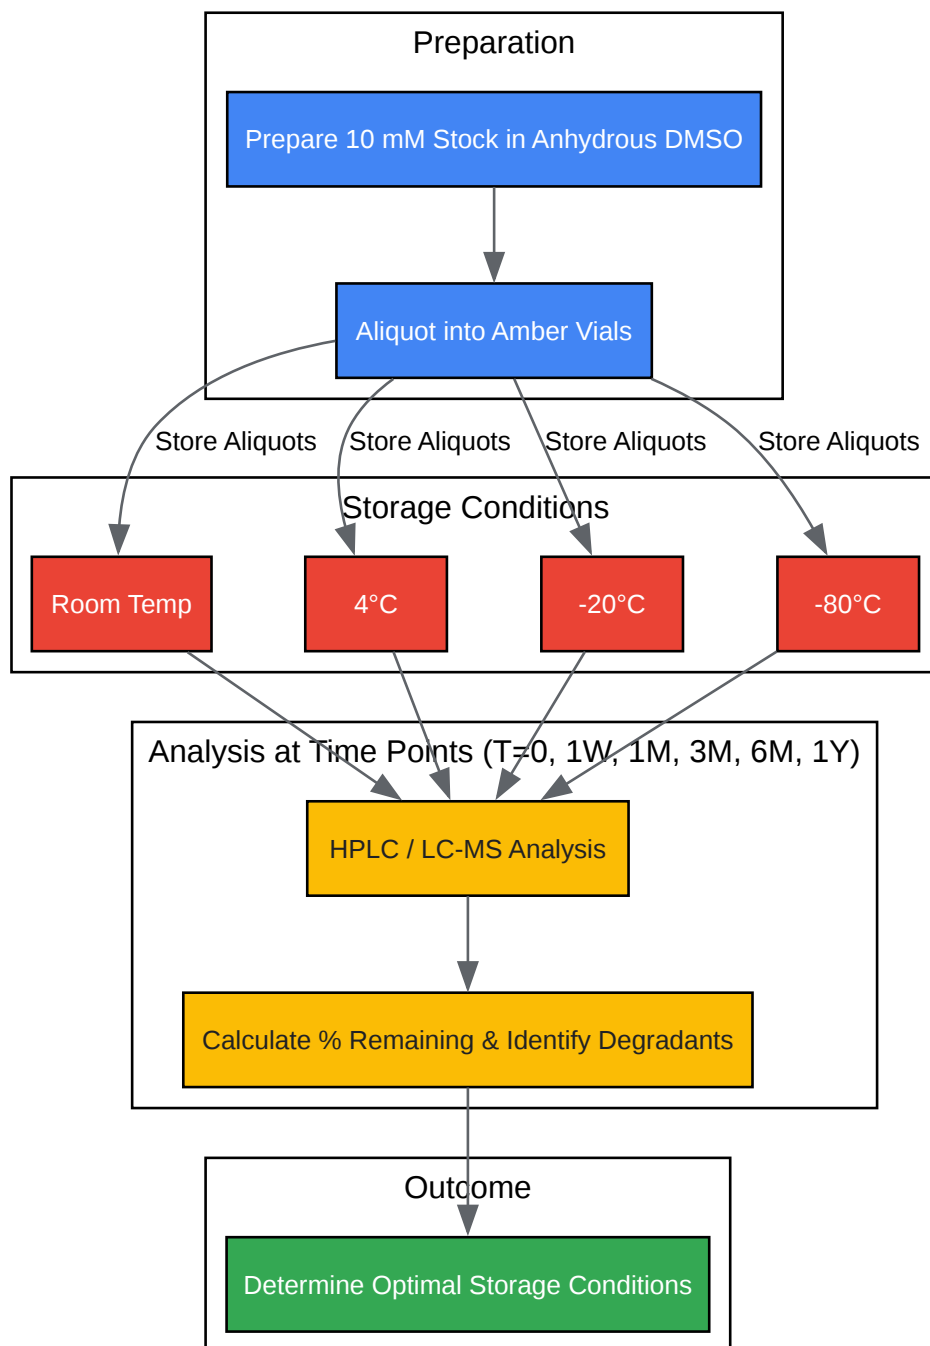 Preparation
Prepare 10 mM Stock in Anhydrous DMSO
Aliquot into Amber Vials
Store Aliquots
Store Aliquots
Store Aliquots
Store Aliquots
Storage Conditions
Room Temp
4°C
-20°C
-80°C
Analysis at Time Points (T=0, 1W, 1M, 3M, 6M, 1Y)
HPLC / LC-MS Analysis
Calculate % Remaining & Identify Degradants
Outcome
Determine Optimal Storage Conditions